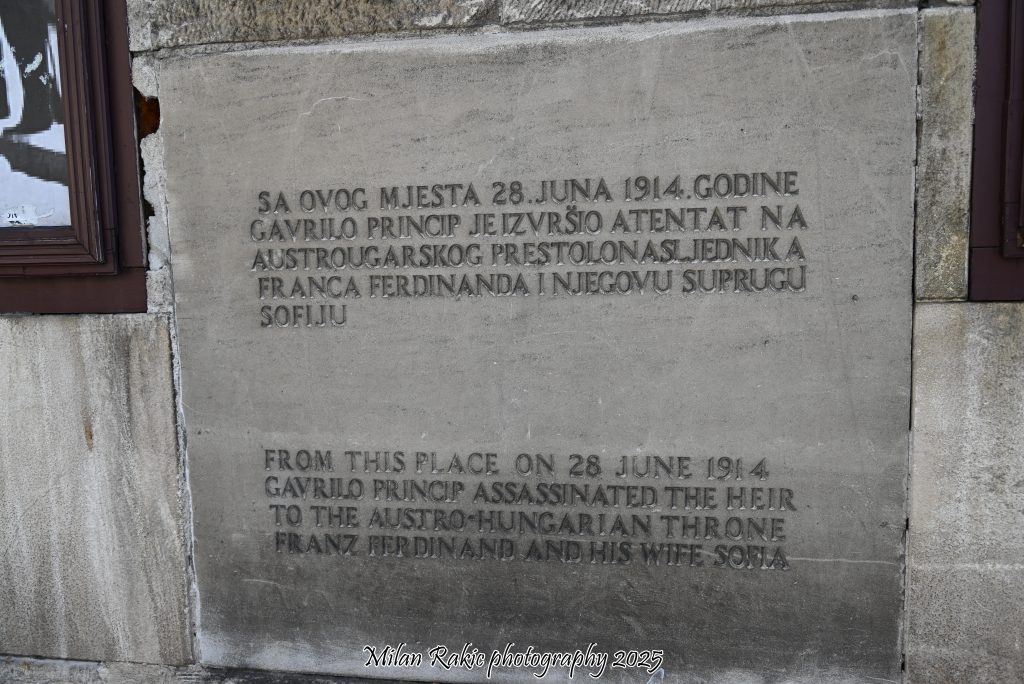 SA OVOG MJESTA 28. JUNA 1914. GODINE
GAVRILO PRINCIP JE IZVRŠIO ATENTAT NA
AUSTROUGARSKOG PRESTOLONASLJEDNIKA
FRANCA FERDINANDA I NJEGOVU SUPRUGU
SOFIJU
FROM THIS PLACE ON 28 JUNE 1914
GAVRILO PRINCIP ASSASSINATED THE HEIR
TO THE AUSTRO-HUNGARIAN THRONE
FRANZ FERDINAND AND HIS WIFE SOFIA
Milan Rakic photography 2025